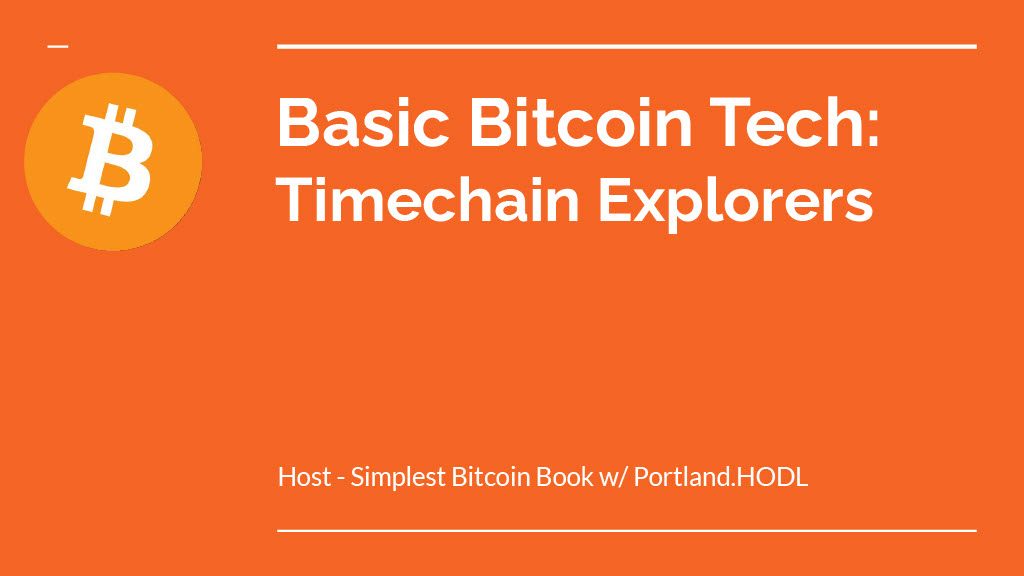 Basic Bitcoin Tech:
Timechain Explorers
Host - Simplest Bitcoin Book w/ Portland.HODL